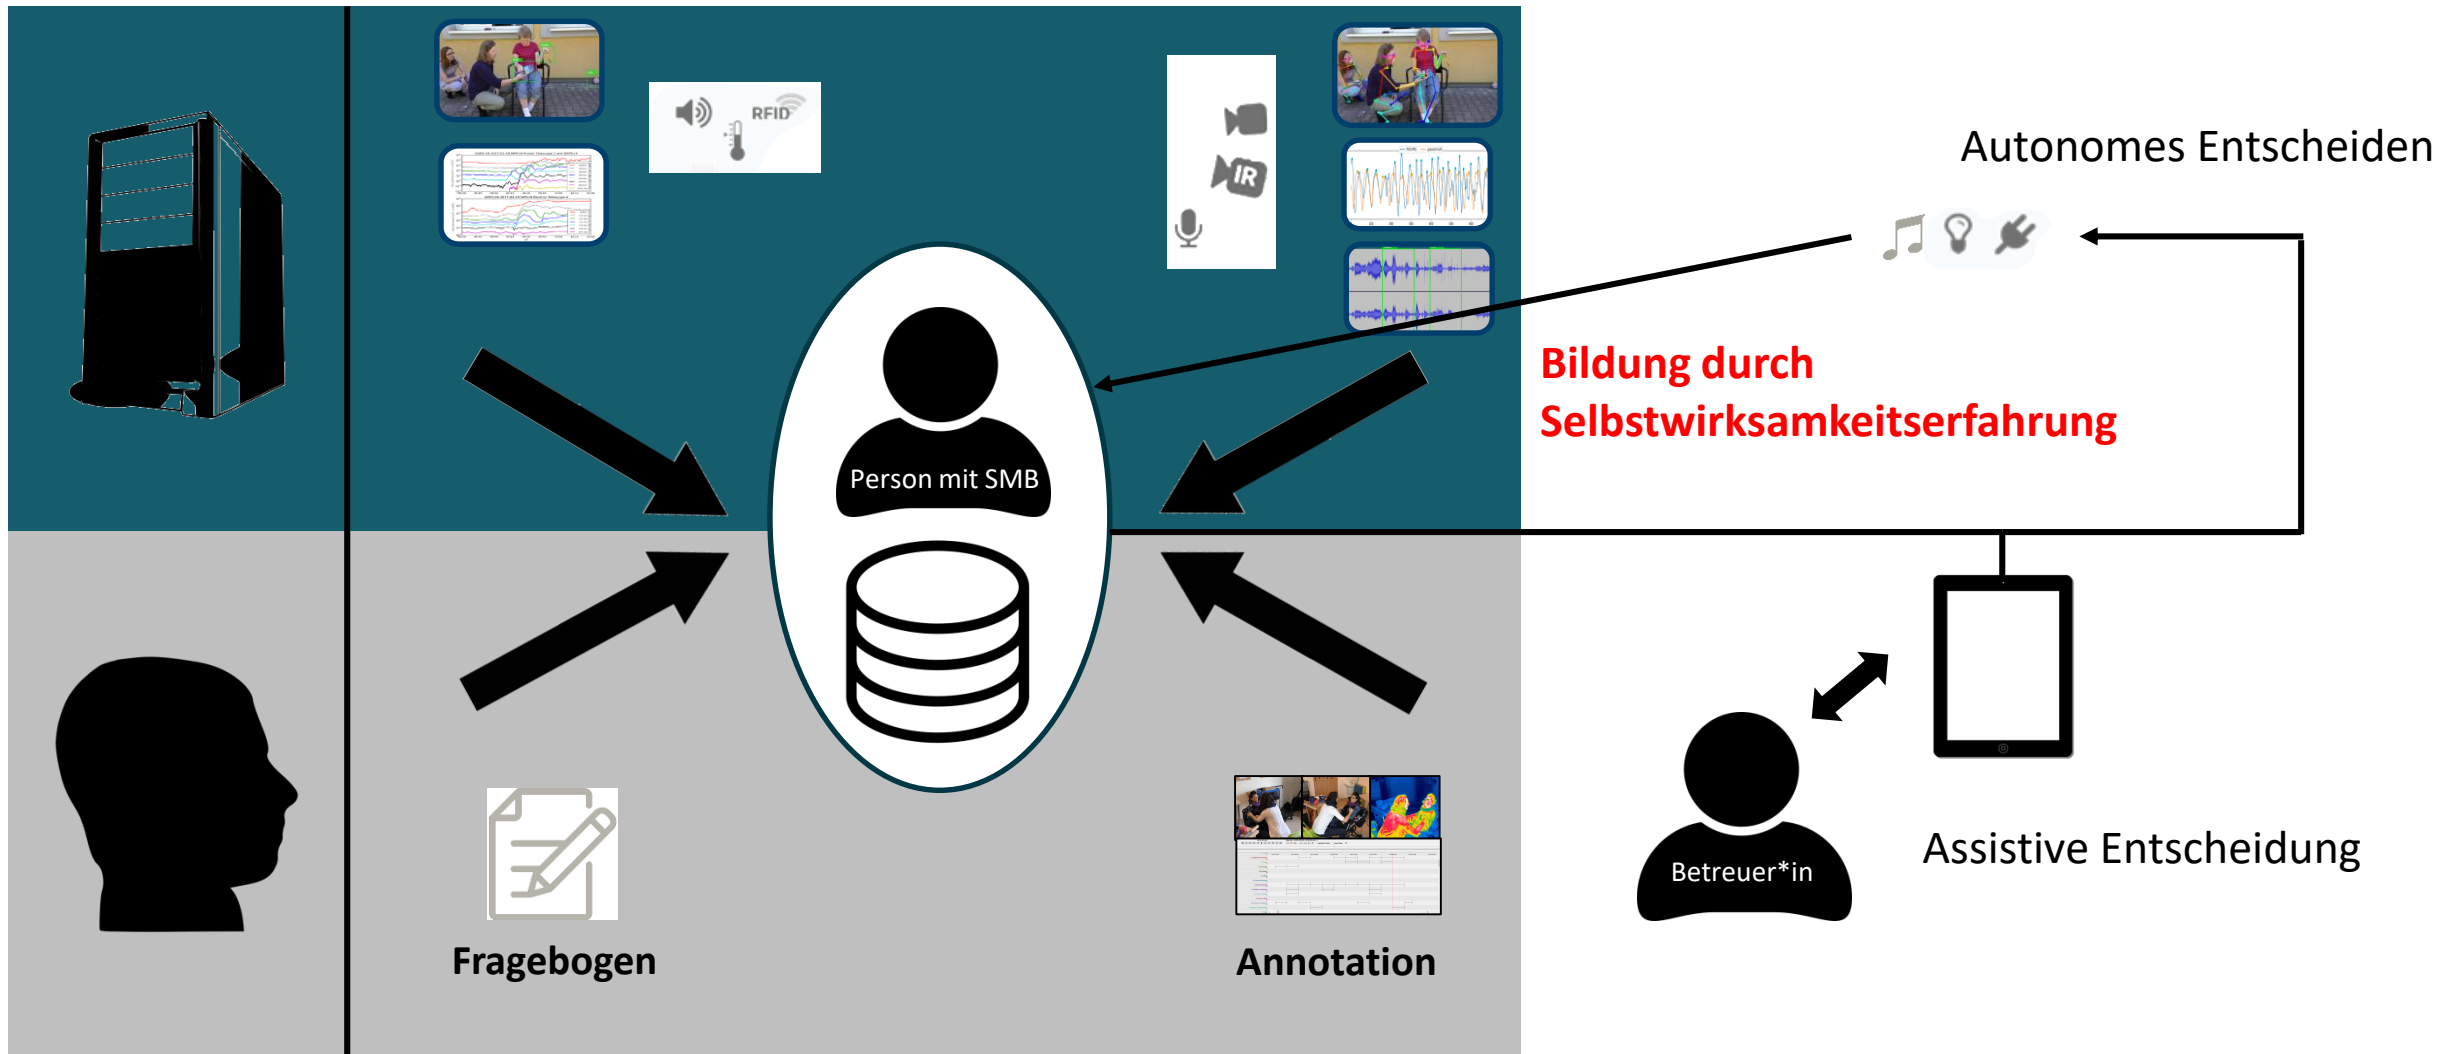 RFID
IR
Autonomes Entscheiden
Bildung durch
Selbstwirksamkeitserfahrung
Person mit SMB
Betreuer*in
Assistive Entscheidung
Fragebogen
Annotation